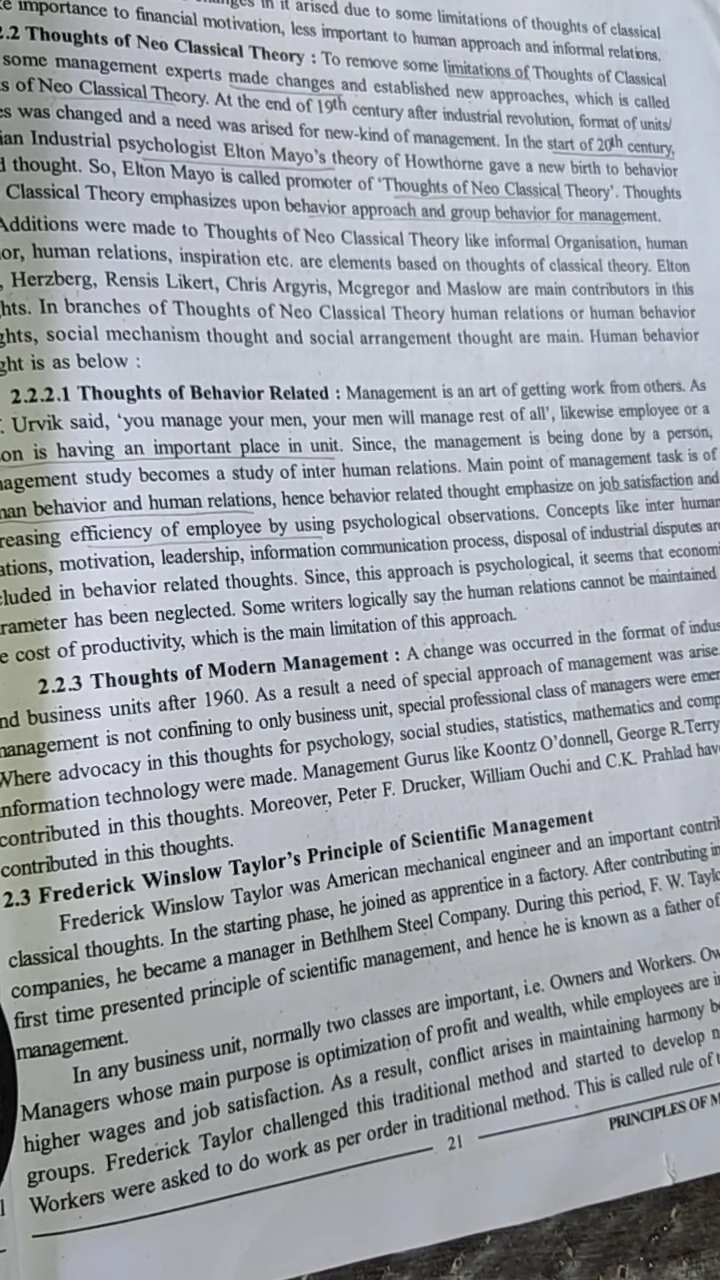 importance to financial motivation, less important to human approach and informal relations.
in it arised due to some limitations of thoughts of classical
2.2 Thoughts of Neo Classical Theory : To remove some limitations of Thoughts of Classical
some management experts made changes and established new approaches, which is called
s of Neo Classical Theory. At the end of 19th century after industrial revolution, format of units/
es was changed and a need was arised for new-kind of management. In the start of 20th century,
ian Industrial psychologist Elton Mayo's theory of Howthorne gave a new birth to behavior
d thought. So, Elton Mayo is called promoter of 'Thoughts of Neo Classical Theory'. Thoughts
Classical Theory emphasizes upon behavior approach and group behavior for management.
Additions were made to Thoughts of Neo Classical Theory like informal Organisation, human
or, human relations, inspiration etc. are elements based on thoughts of classical theory. Elton
, Herzberg, Rensis Likert, Chris Argyris, Mcgregor and Maslow are main contributors in this
hts. In branches of Thoughts of Neo Classical Theory human relations or human behavior
ghts, social mechanism thought and social arrangement thought are main. Human behavior
ght is as below :
2.2.2.1 Thoughts of Behavior Related : Management is an art of getting work from others. As
. Urvik said, 'you manage your men, your men will manage rest of all', likewise employee or a
on is having an important place in unit. Since, the management is being done by a person,
nagement study becomes a study of inter human relations. Main point of management task is of
man behavior and human relations, hence behavior related thought emphasize on job satisfaction and
reasing efficiency of employee by using psychological observations. Concepts like inter human
ations, motivation, leadership, information communication process, disposal of industrial disputes are
cluded in behavior related thoughts. Since, this approach is psychological, it seems that economi
rameter has been neglected. Some writers logically say the human relations cannot be maintained
e cost of productivity, which is the main limitation of this approach.
2.2.3 Thoughts of Modern Management : A change was occurred in the format of indus
nd business units after 1960. As a result a need of special approach of management was arise
management is not confining to only business unit, special professional class of managers were emer
Where advocacy in this thoughts for psychology, social studies, statistics, mathematics and comp
nformation technology were made. Management Gurus like Koontz O'donnell, George R.Terry
contributed in this thoughts. Moreover, Peter F. Drucker, William Ouchi and C.K. Prahlad have
contributed in this thoughts.
2.3 Frederick Winslow Taylor's Principle of Scientific Management
Frederick Winslow Taylor was American mechanical engineer and an important contrib
classical thoughts. In the starting phase, he joined as apprentice in a factory. After contributing in
companies, he became a manager in Bethlhem Steel Company. During this period, F. W. Taylo
first time presented principle of scientific management, and hence he is known as a father of
management.
In any business unit, normally two classes are important, i.e. Owners and Workers. Ow
Managers whose main purpose is optimization of profit and wealth, while employees are in
higher wages and job satisfaction. As a result, conflict arises in maintaining harmony b
groups. Frederick Taylor challenged this traditional method and started to develop n
Workers were asked to do work as per order in traditional method. This is called rule of t
21
PRINCIPLES OF M